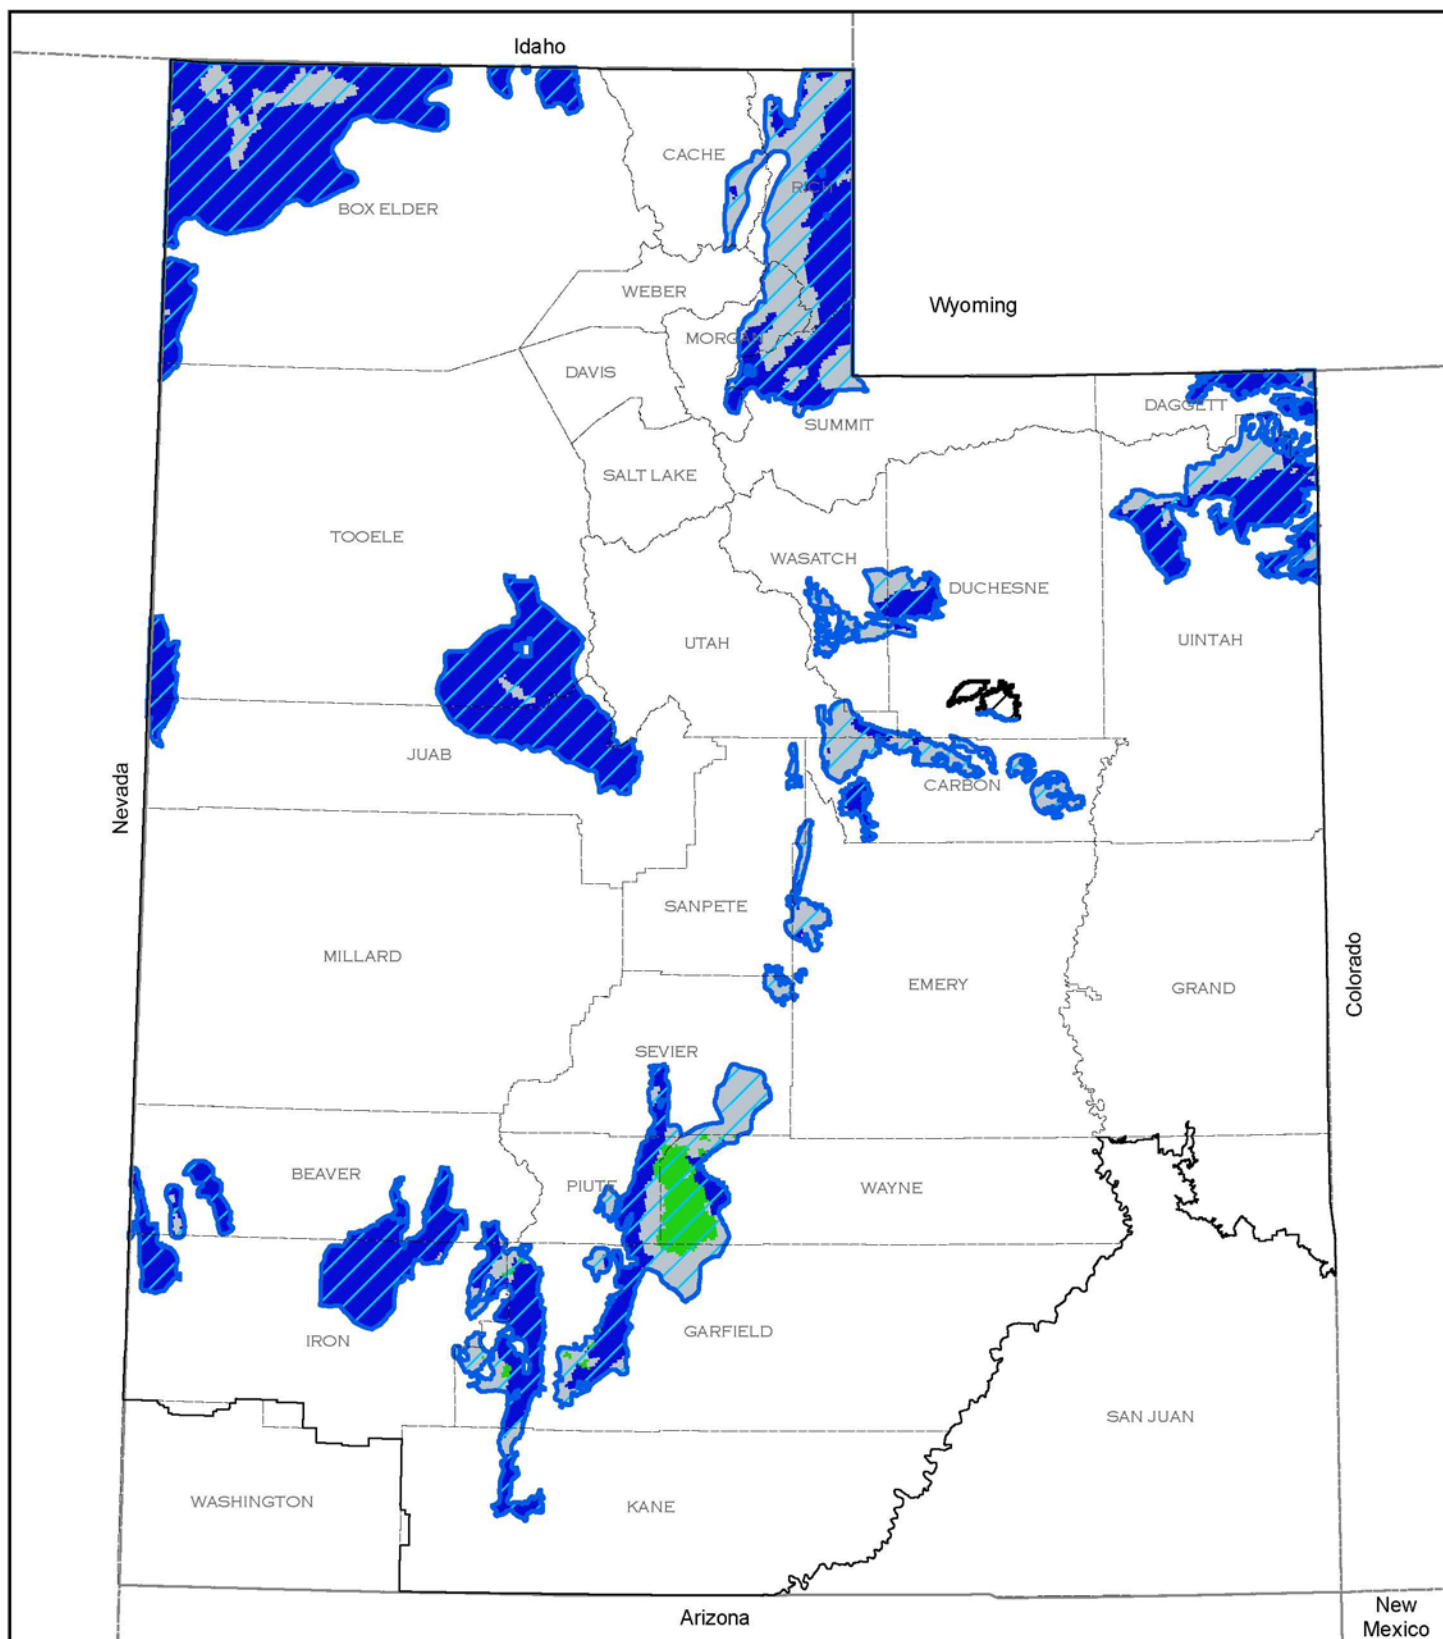 Idaho
CACHE
RICH
BOX ELDER
WEBER
Wyoming
MORGAN
DAVIS
DAGGETT
SUMMIT
SALT LAKE
TOOELE
WASATCH
DUCHESNE
UTAH
UINTAH
JUAB
Nevada
CARBON
SANPETE
MILLARD
EMERY
GRAND
Colorado
SEVIER
BEAVER
PIUTE
WAYNE
IRON
GARFIELD
SAN JUAN
WASHINGTON
KANE
Arizona
New
Mexico